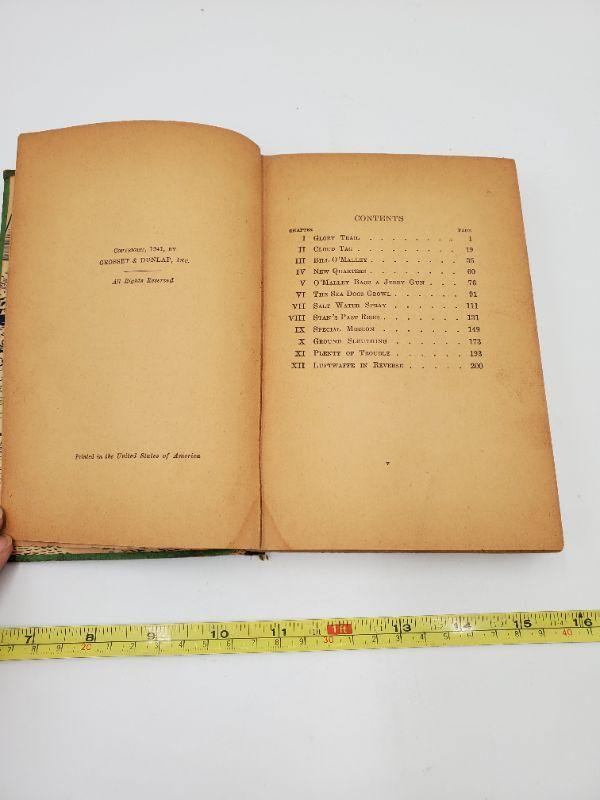 Copyright, 1941, by
GROSSET & DUNLAP, Inc.
All Rights Reserved
Printed in the United States of America
CONTENTS
CHAPTER PAGE
I Glory Trail . . . . . . . . 1
II Cloud Tag . . . . . . . . 19
III Bill O'Malley . . . . . . . 35
IV New Quarters . . . . . . . 60
V O'Malley Bags a Jerry Gun . . . 76
VI The Sea Dogs Growl . . . . . 91
VII Salt Water Spray . . . . . . 111
VIII Stan's Past Rises . . . . . . 131
IX Special Mission . . . . . . 149
X Ground Sleuthing . . . . . . 173
XI Plenty of Trouble . . . . . . 193
XII Luftwaffe in Reverse . . . . . 200
v
7 8 9 10 11 13 14 15 16
20 30 40